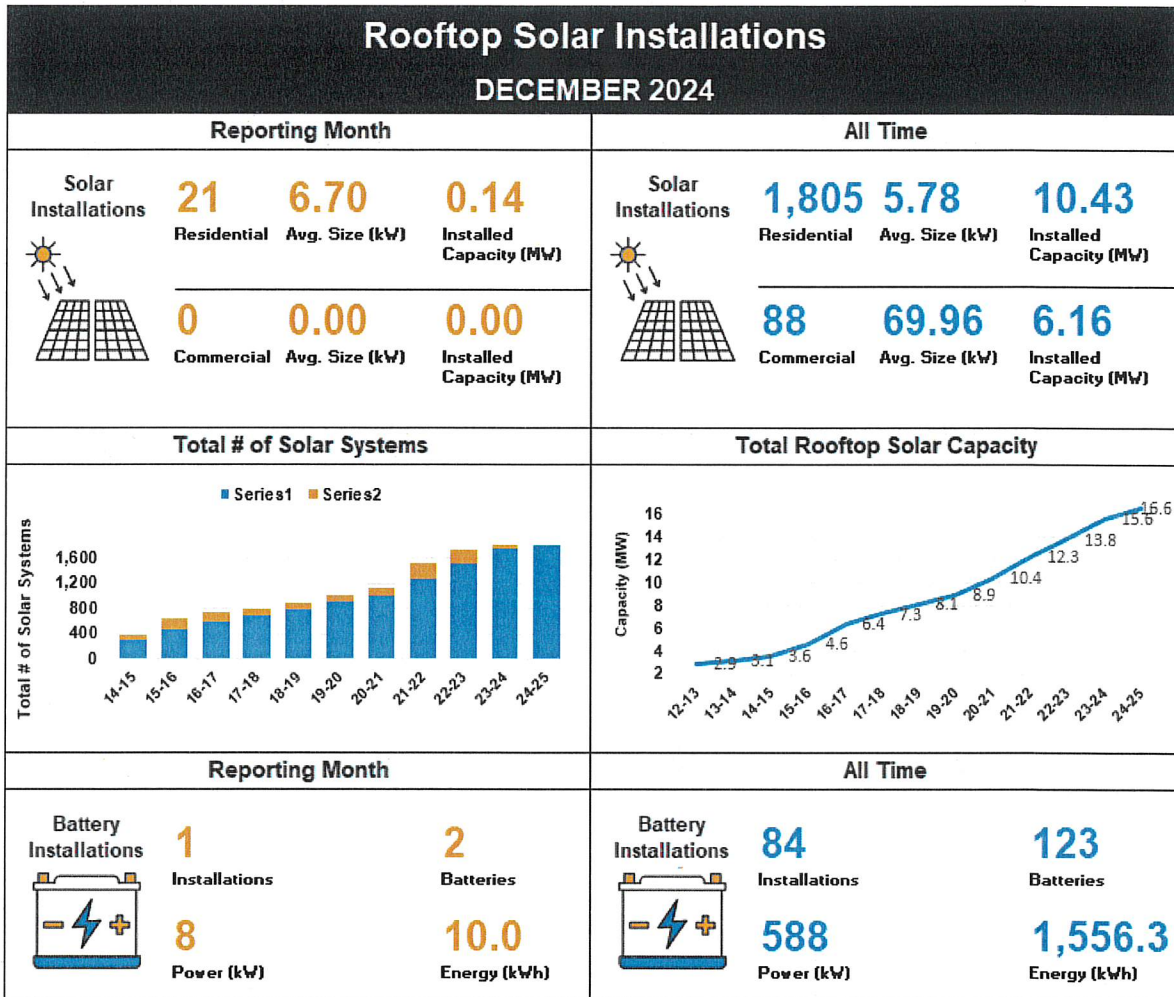 Rooftop Solar Installations
DECEMBER 2024
Reporting Month
Solar
Installations
21
6.70
0.14
Residential
Avg. Size (kW)
Installed
Capacity (MW)
0
0.00
0.00
Commercial
Avg. Size (kW)
Installed
Capacity (MW)
All Time
Solar
Installations
1,805
5.78
10.43
Residential
Avg. Size (kW)
Installed
Capacity (MW)
88
69.96
6.16
Commercial
Avg. Size (kW)
Installed
Capacity (MW)
Total # of Solar Systems
Series1
Series2
Total # of Solar Systems
1,600
1,200
800
400
0
14-15
15-16
16-17
17-18
18-19
19-20
20-21
21-22
22-23
23-24
24-25
Total Rooftop Solar Capacity
Capacity (MW)
16
14
12
10
8
6
4
2
2.9
3.1
3.6
4.6
6.4
7.3
8.1
8.9
10.4
12.3
13.8
15.6
16.6
12-13
13-14
14-15
15-16
16-17
17-18
18-19
19-20
20-21
21-22
22-23
23-24
24-25
Reporting Month
Battery
Installations
1
2
Installations
Batteries
8
10.0
Power (kW)
Energy (kWh)
All Time
Battery
Installations
84
123
Installations
Batteries
588
1,556.3
Power (kW)
Energy (kWh)